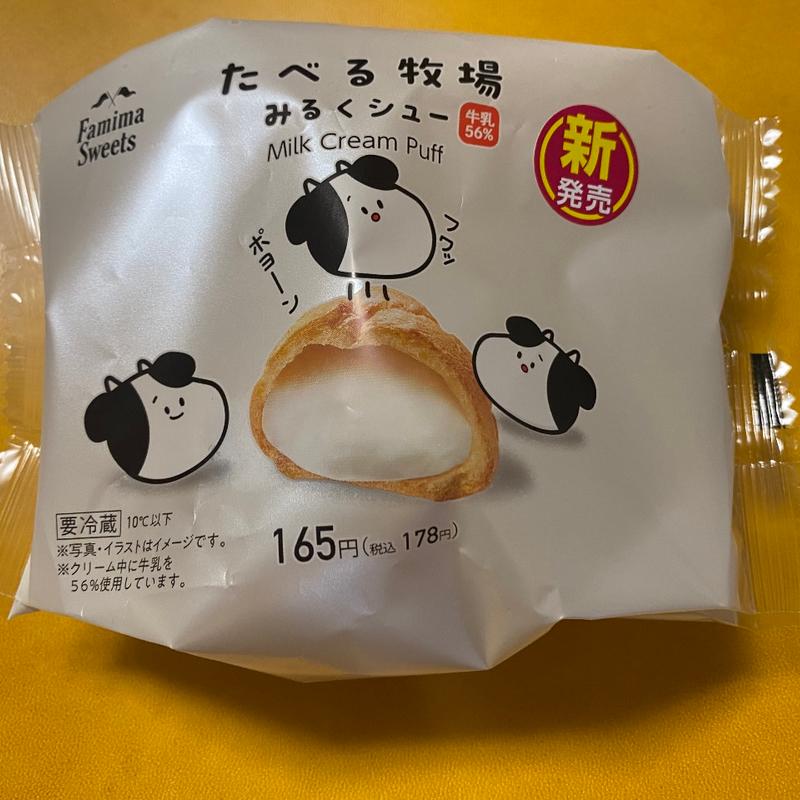 Famima
Sweets
たべる牧場
みるくシュー
牛乳
56%
Milk Cream Puff
新
発売
ポヨーン
フワッ
要冷蔵 10℃以下
※写真・イラストはイメージです。
※クリーム中に牛乳を
56%使用しています。
165円(税込 178円)